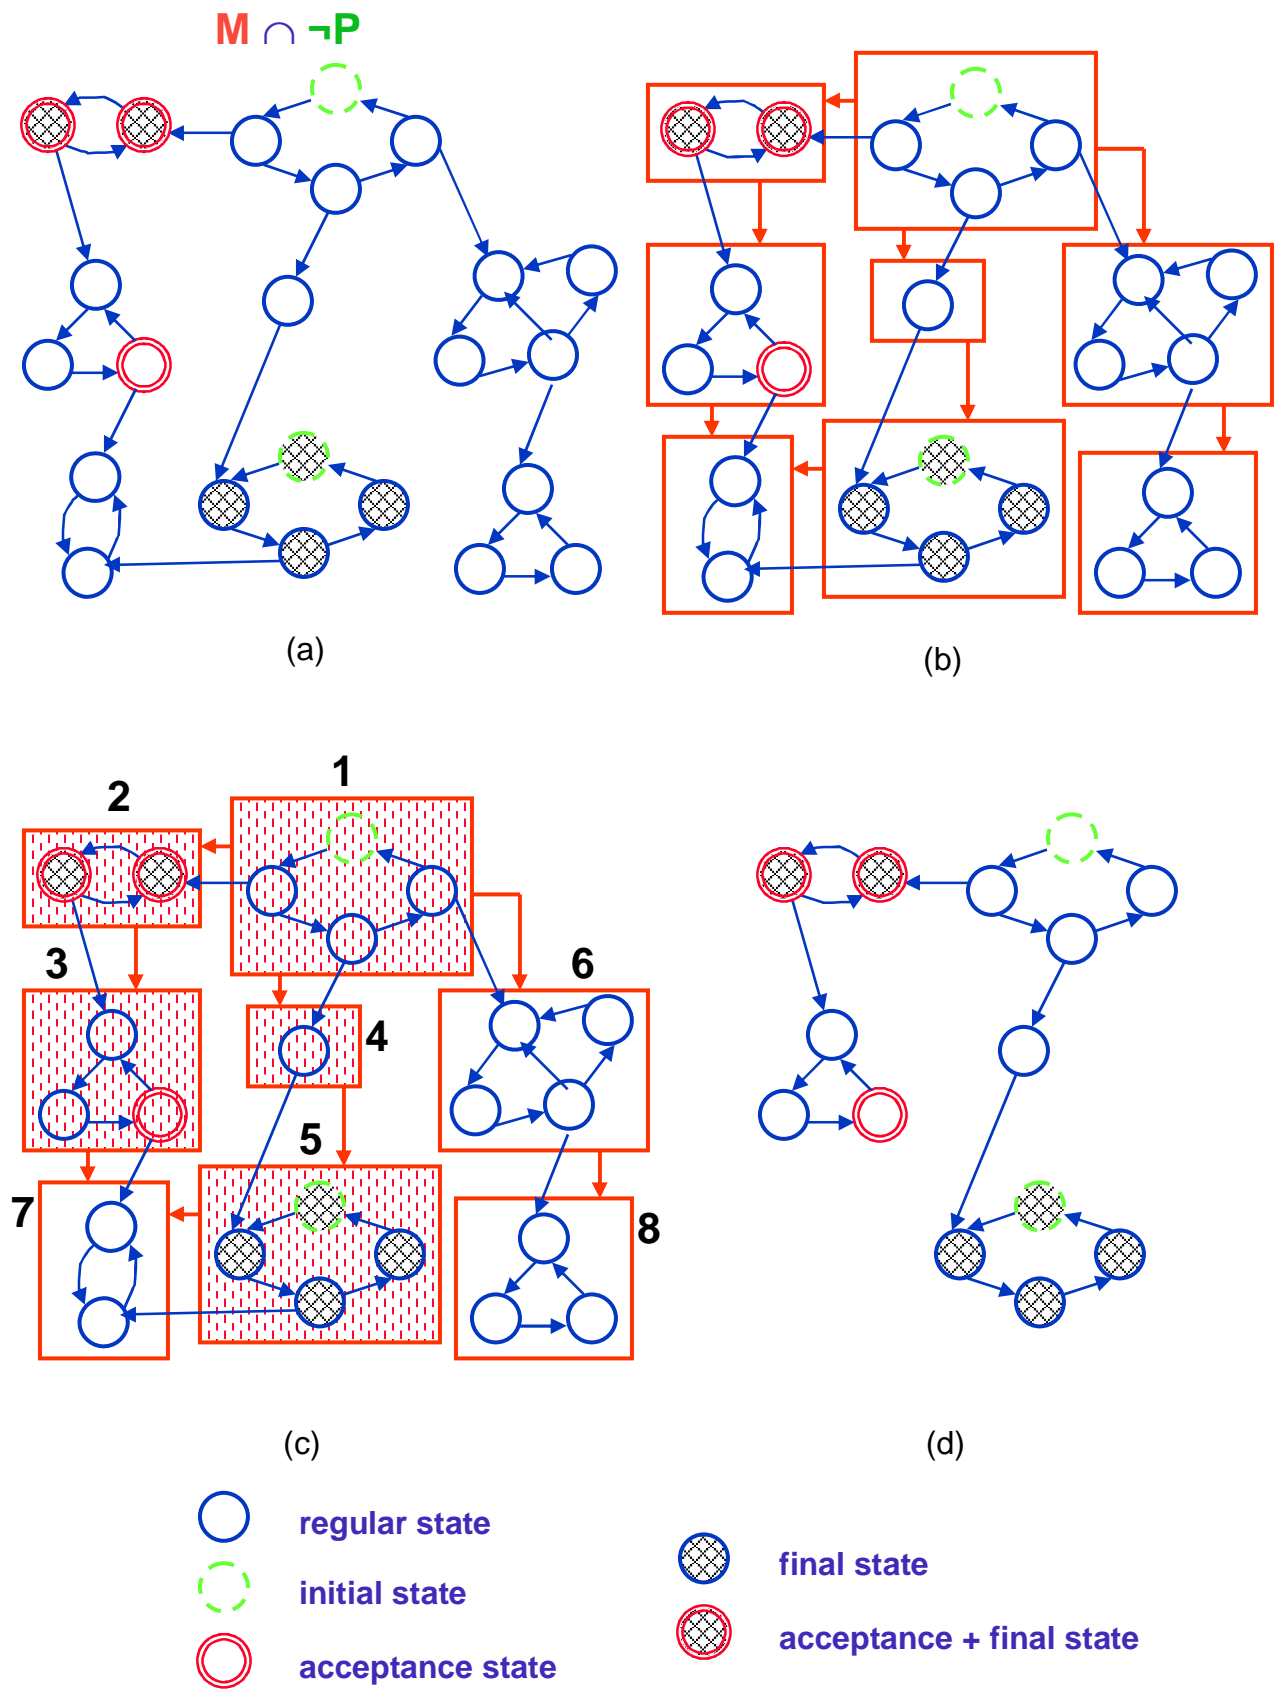 M ∩ ¬P
(a)
(b)
1
2
3
6
4
5
7
8
(c)
(d)
regular state
final state
initial state
acceptance + final state
acceptance state